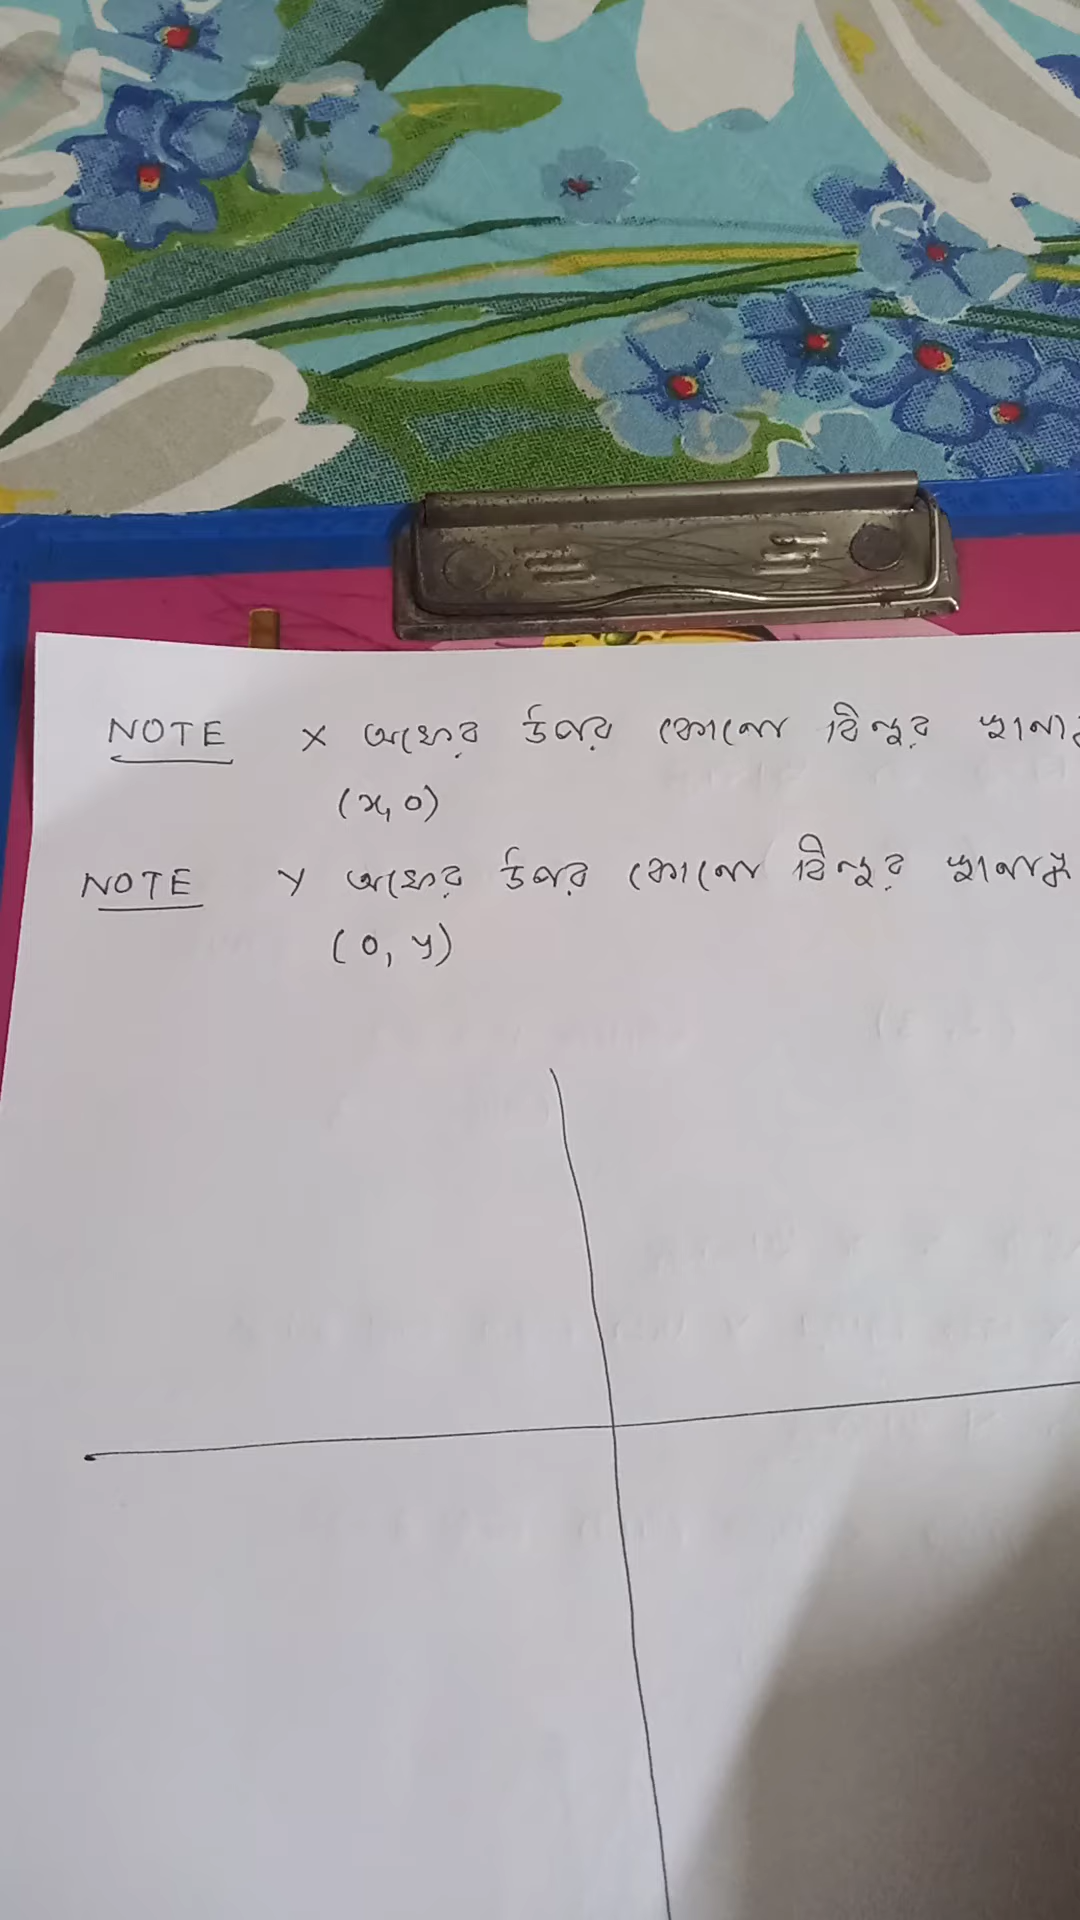 NOTE X অক্ষের উপর কোনো বিন্দুর
(x, 0)
NOTE Y অক্ষের উপর কোনো বিন্দুর স্থানাঙ্ক
(0, y)